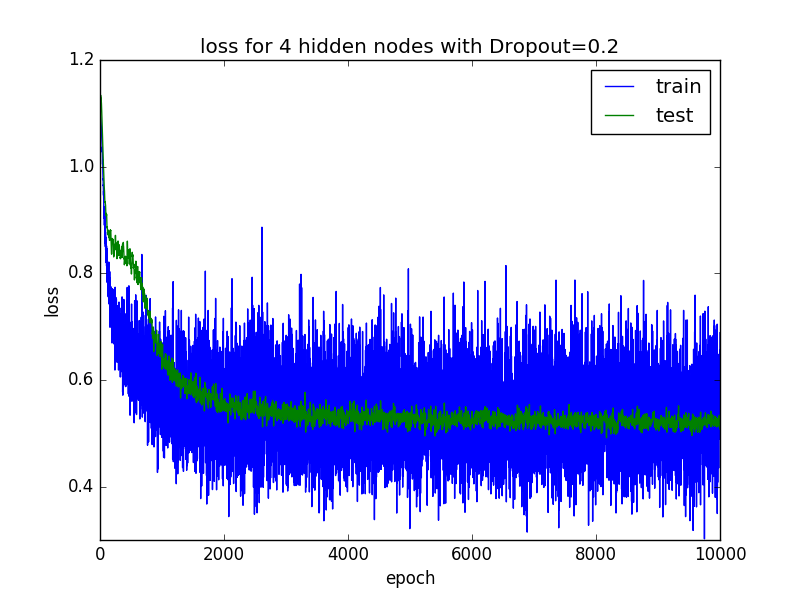 loss for 4 hidden nodes with Dropout=0.2
train
test
1.2
1.0
0.8
0.6
0.4
loss
0 2000 4000 6000 8000 10000
epoch